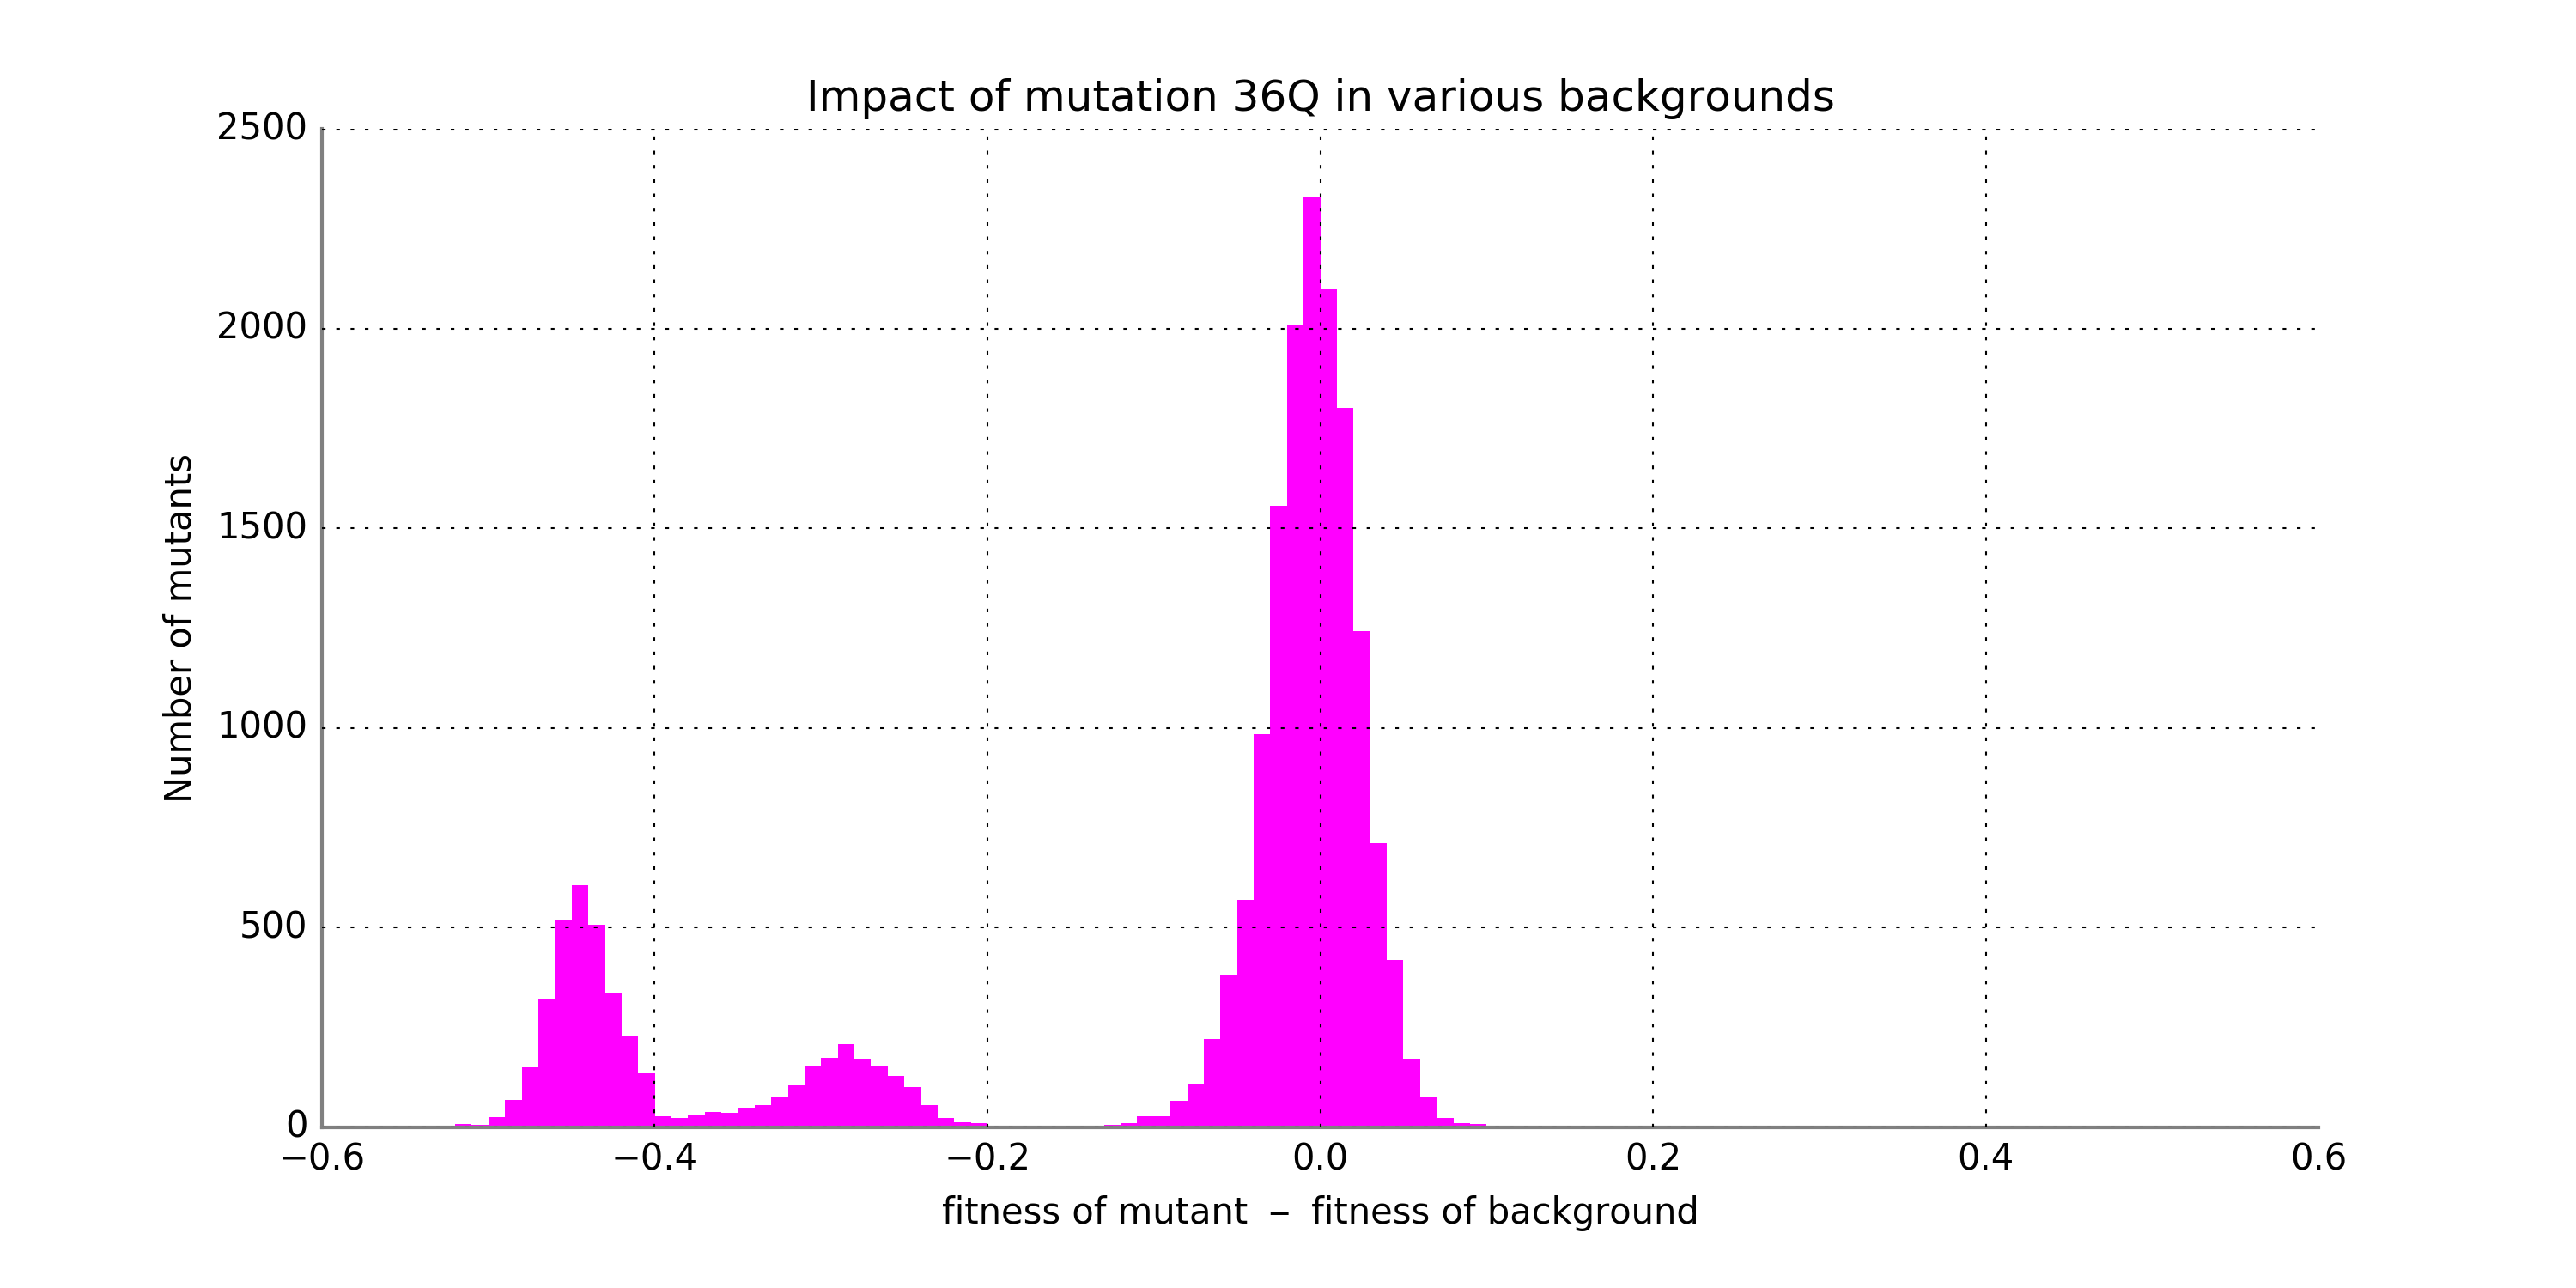 Impact of mutation 36Q in various backgrounds
2500
2000
1500
1000
500
0
Number of mutants
−0.6 −0.4 −0.2 0.0 0.2 0.4 0.6
fitness of mutant − fitness of background